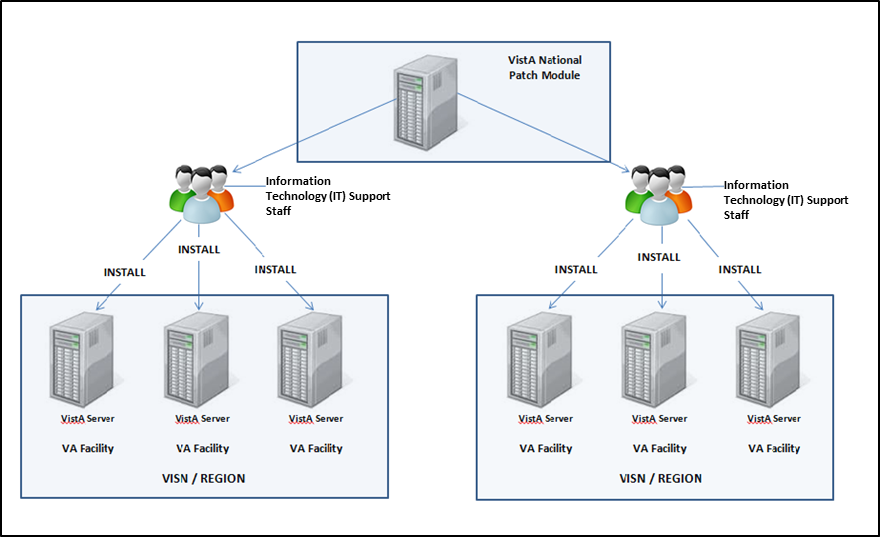 VistA National
Patch Module
Information
Technology (IT) Support
Staff
Information
Technology (IT) Support
Staff
INSTALL
INSTALL
INSTALL
INSTALL
INSTALL
INSTALL
VistA Server
VistA Server
VistA Server
VA Facility
VA Facility
VA Facility
VISN / REGION
VistA Server
VistA Server
VistA Server
VA Facility
VA Facility
VA Facility
VISN / REGION